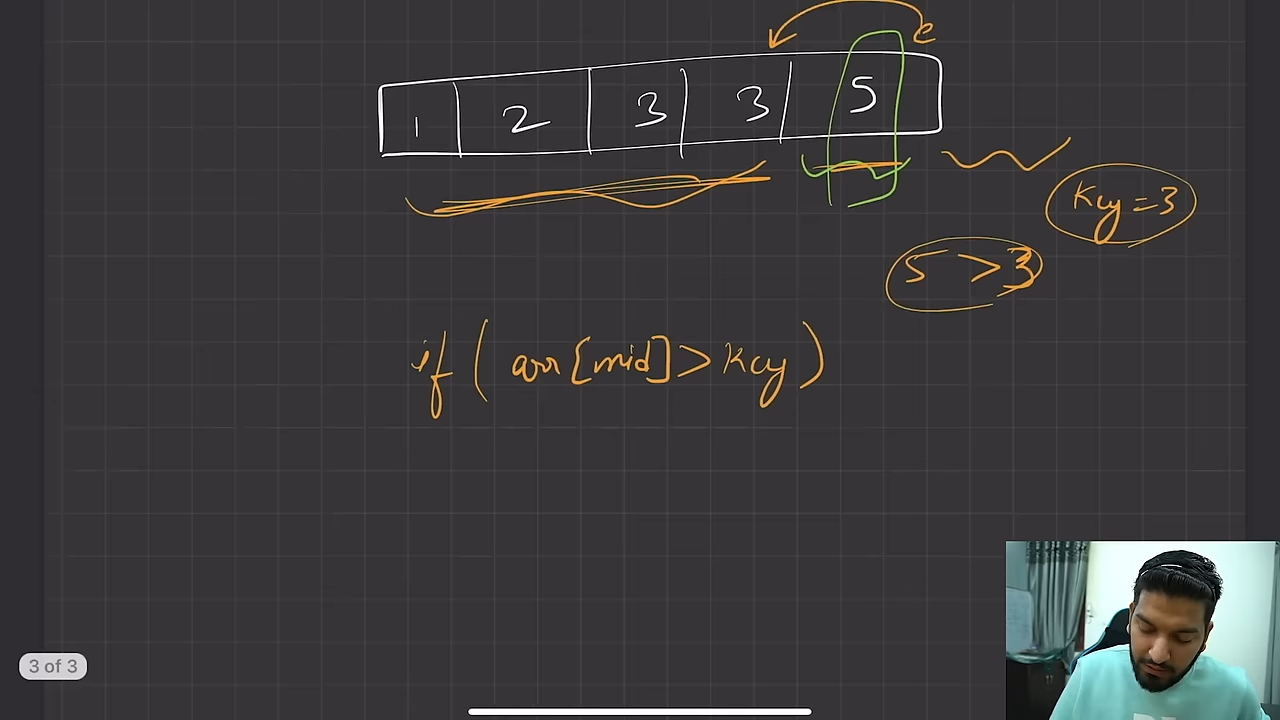 e
1 2 3 3 5
Key = 3
5 > 3
if ( arr[mid] > Key )
3 of 3